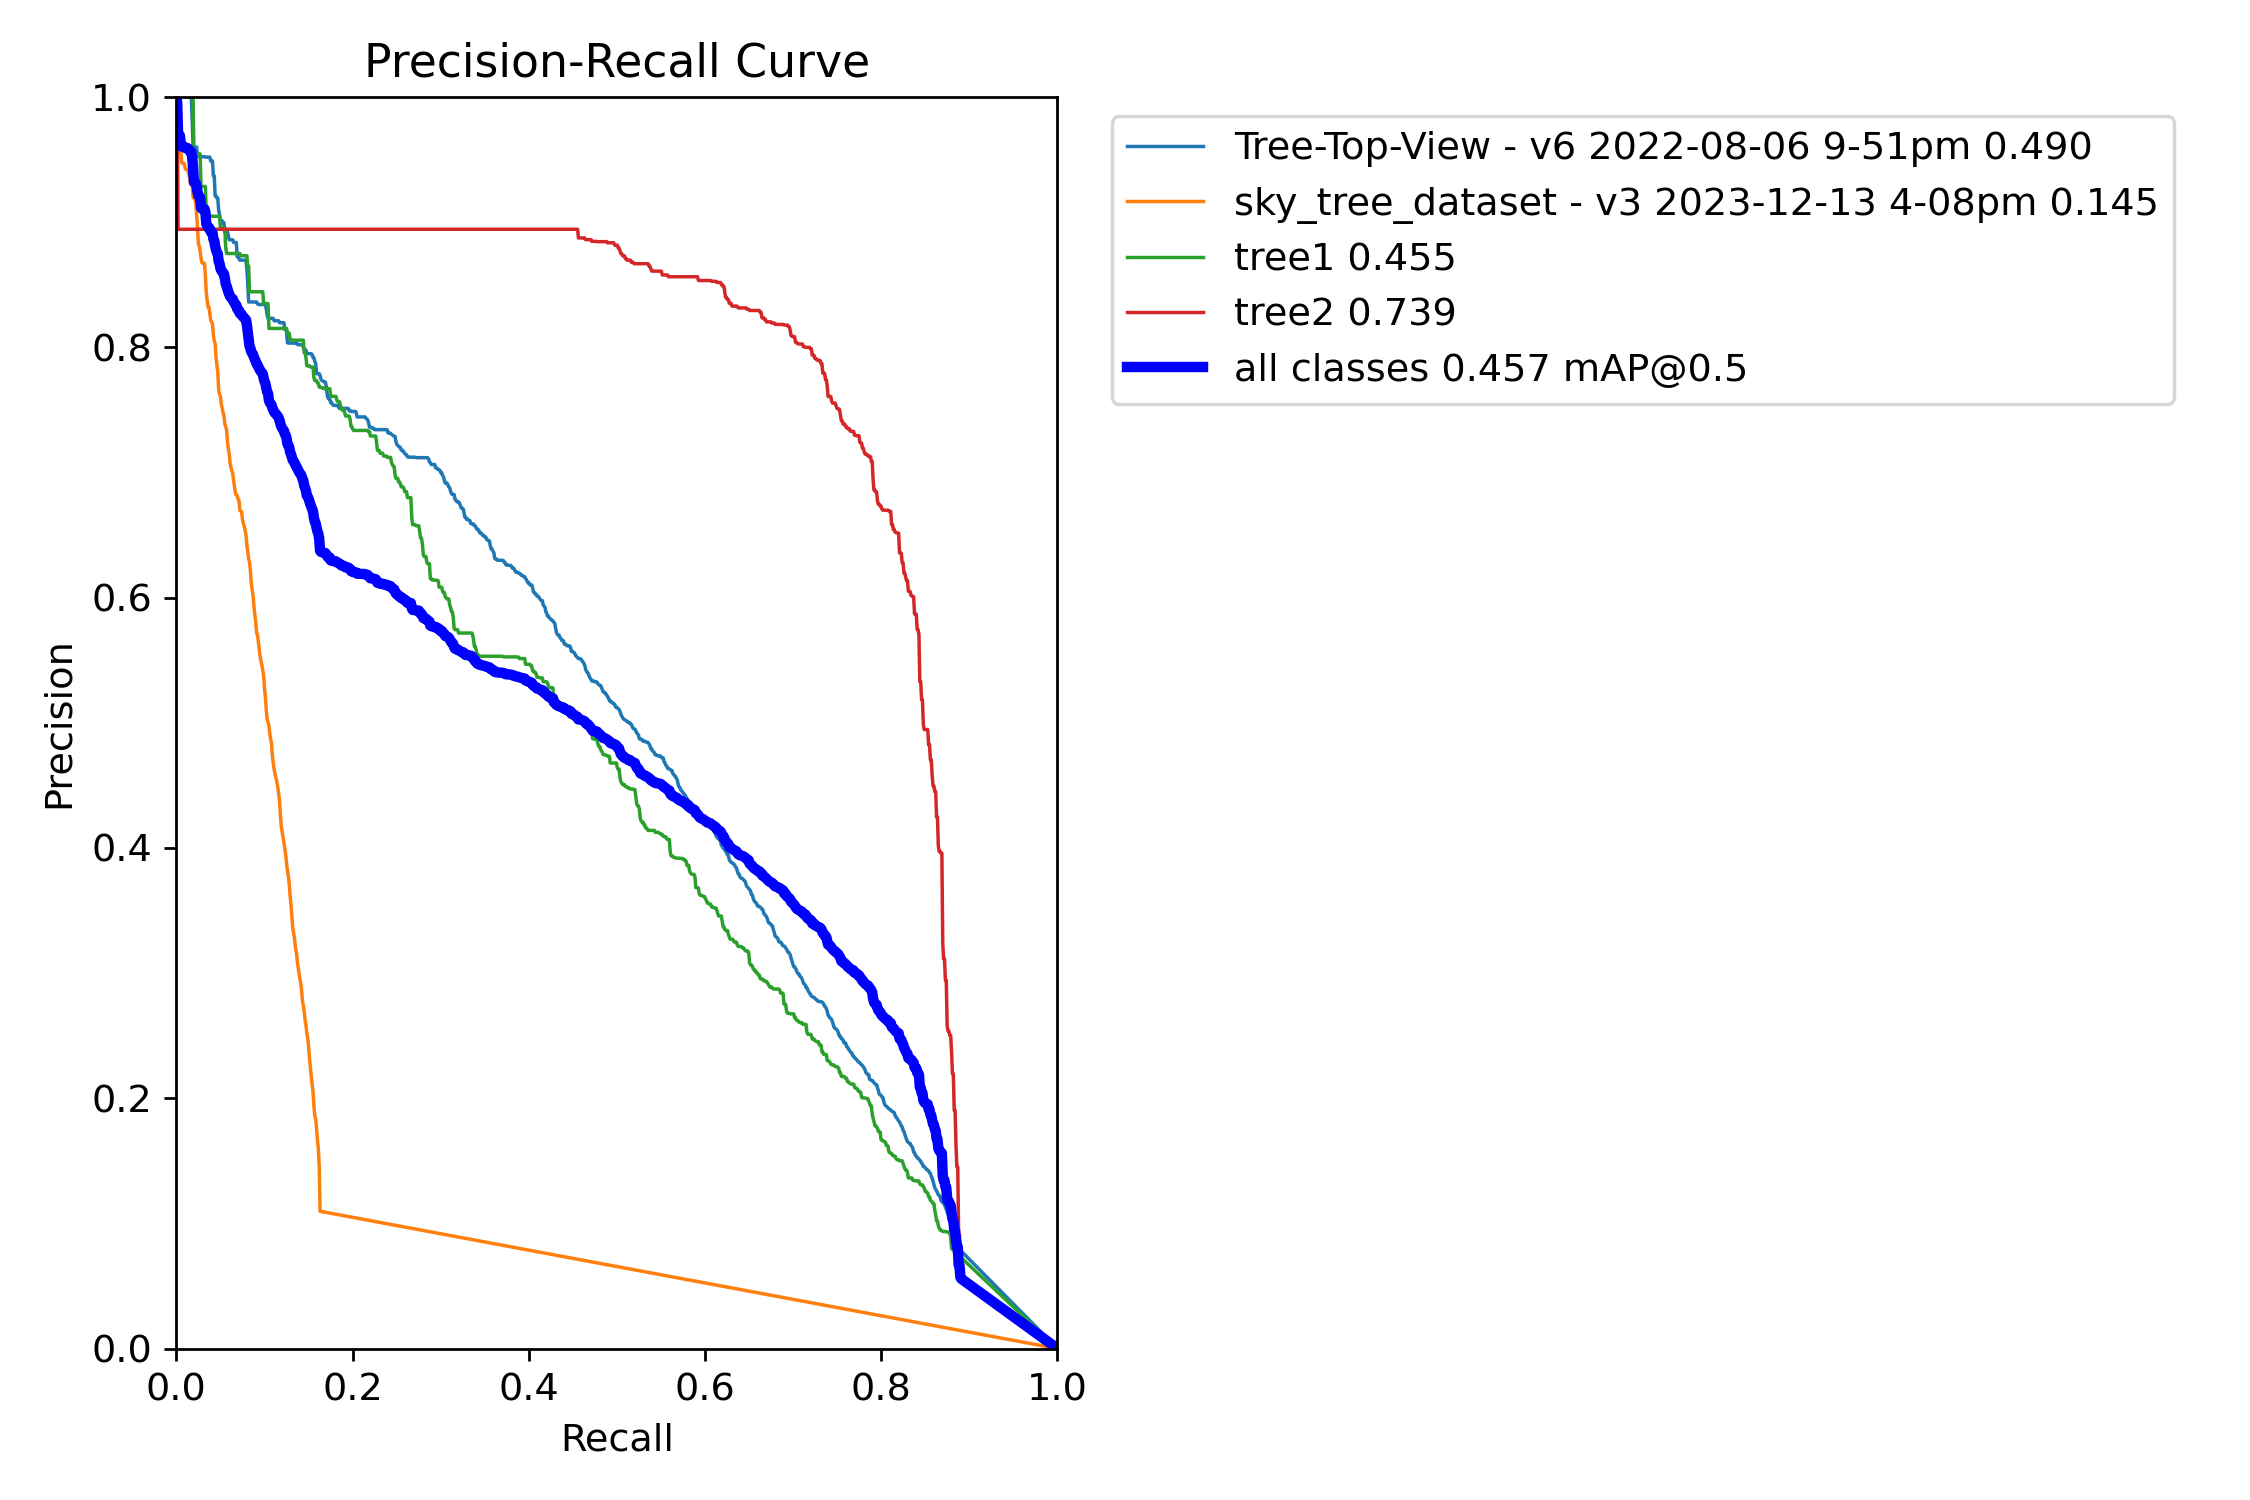 Precision-Recall Curve
Tree-Top-View - v6 2022-08-06 9-51pm 0.490
sky_tree_dataset - v3 2023-12-13 4-08pm 0.145
tree1 0.455
tree2 0.739
all classes 0.457 mAP@0.5
Precision
1.0
0.8
0.6
0.4
0.2
0.0
0.0 0.2 0.4 0.6 0.8 1.0
Recall